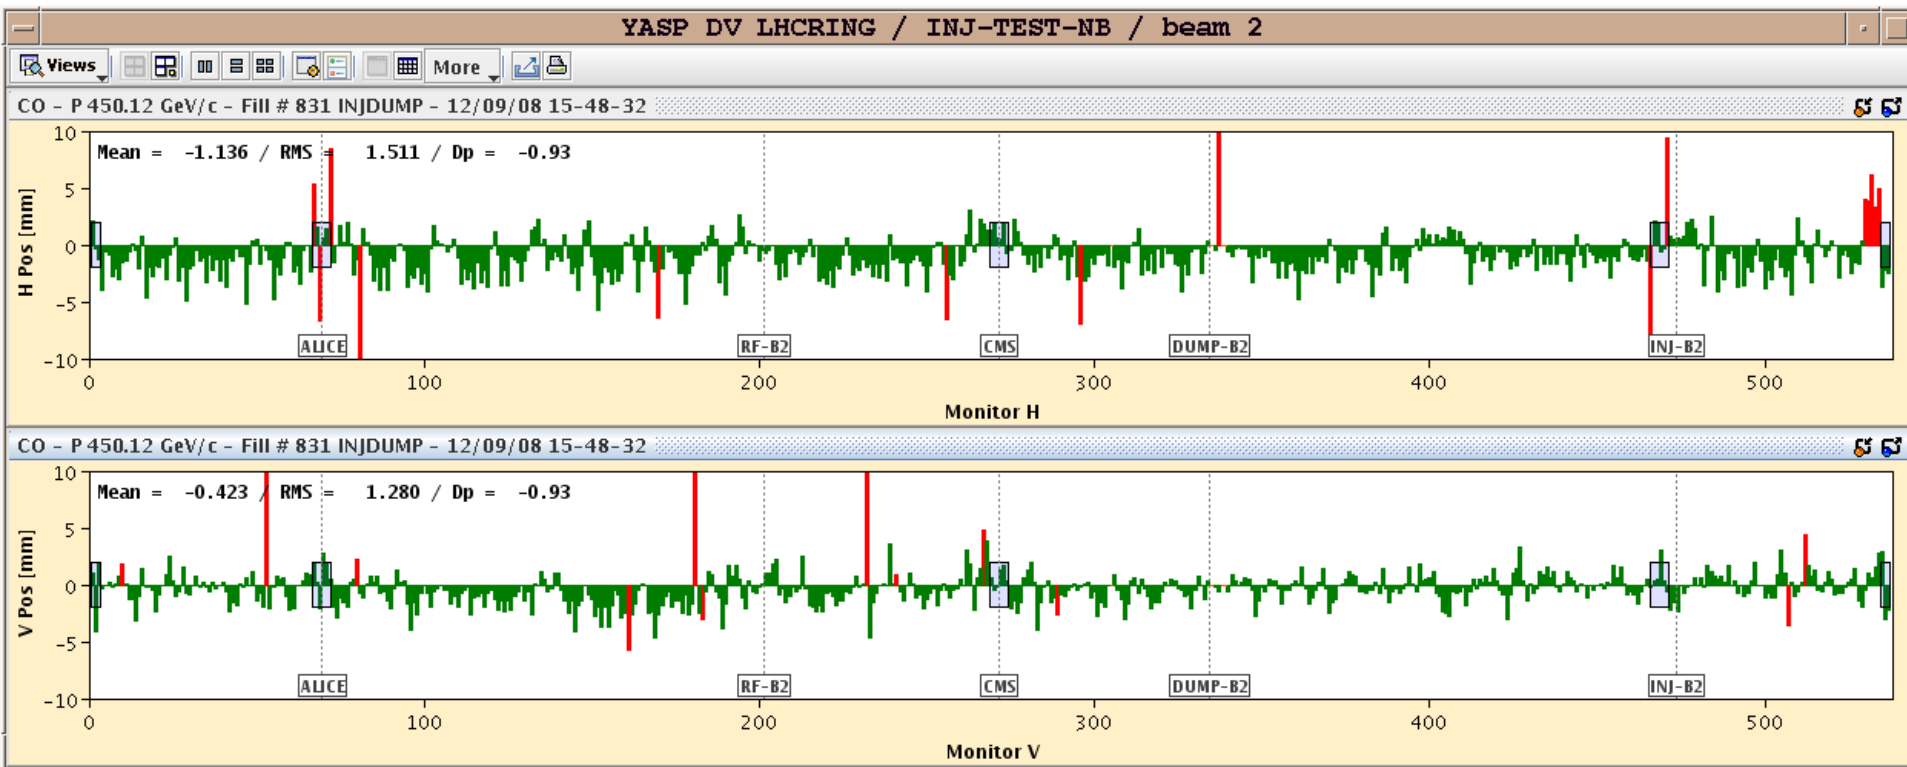 YASP DV LHCRING / INJ-TEST-NB / beam 2
Views More
CO - P 450.12 GeV/c - Fill # 831 INJDUMP - 12/09/08 15-48-32
Mean = -1.136 / RMS = 1.511 / Dp = -0.93
H Pos [mm]
10
5
0
-5
-10
ALICE RF-B2 CMS DUMP-B2 INJ-B2
0 100 200 300 400 500
Monitor H
CO - P 450.12 GeV/c - Fill # 831 INJDUMP - 12/09/08 15-48-32
Mean = -0.423 / RMS = 1.280 / Dp = -0.93
V Pos [mm]
10
5
0
-5
-10
ALICE RF-B2 CMS DUMP-B2 INJ-B2
0 100 200 300 400 500
Monitor V